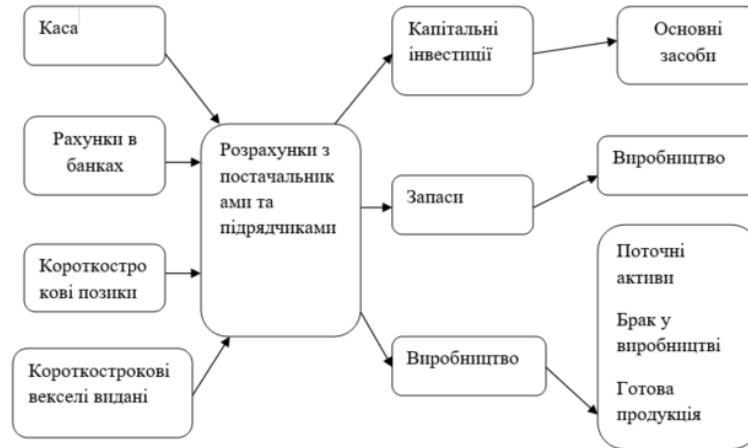 Каса
Рахунки в
банках
Короткостро
кові позики
Короткострокові
векселі видані
Розрахунки з
постачальник
ами та
підрядчиками
Капітальні
інвестиції
Запаси
Виробництво
Основні
засоби
Виробництво
Поточні
активи
Брак у
виробництві
Готова
продукція